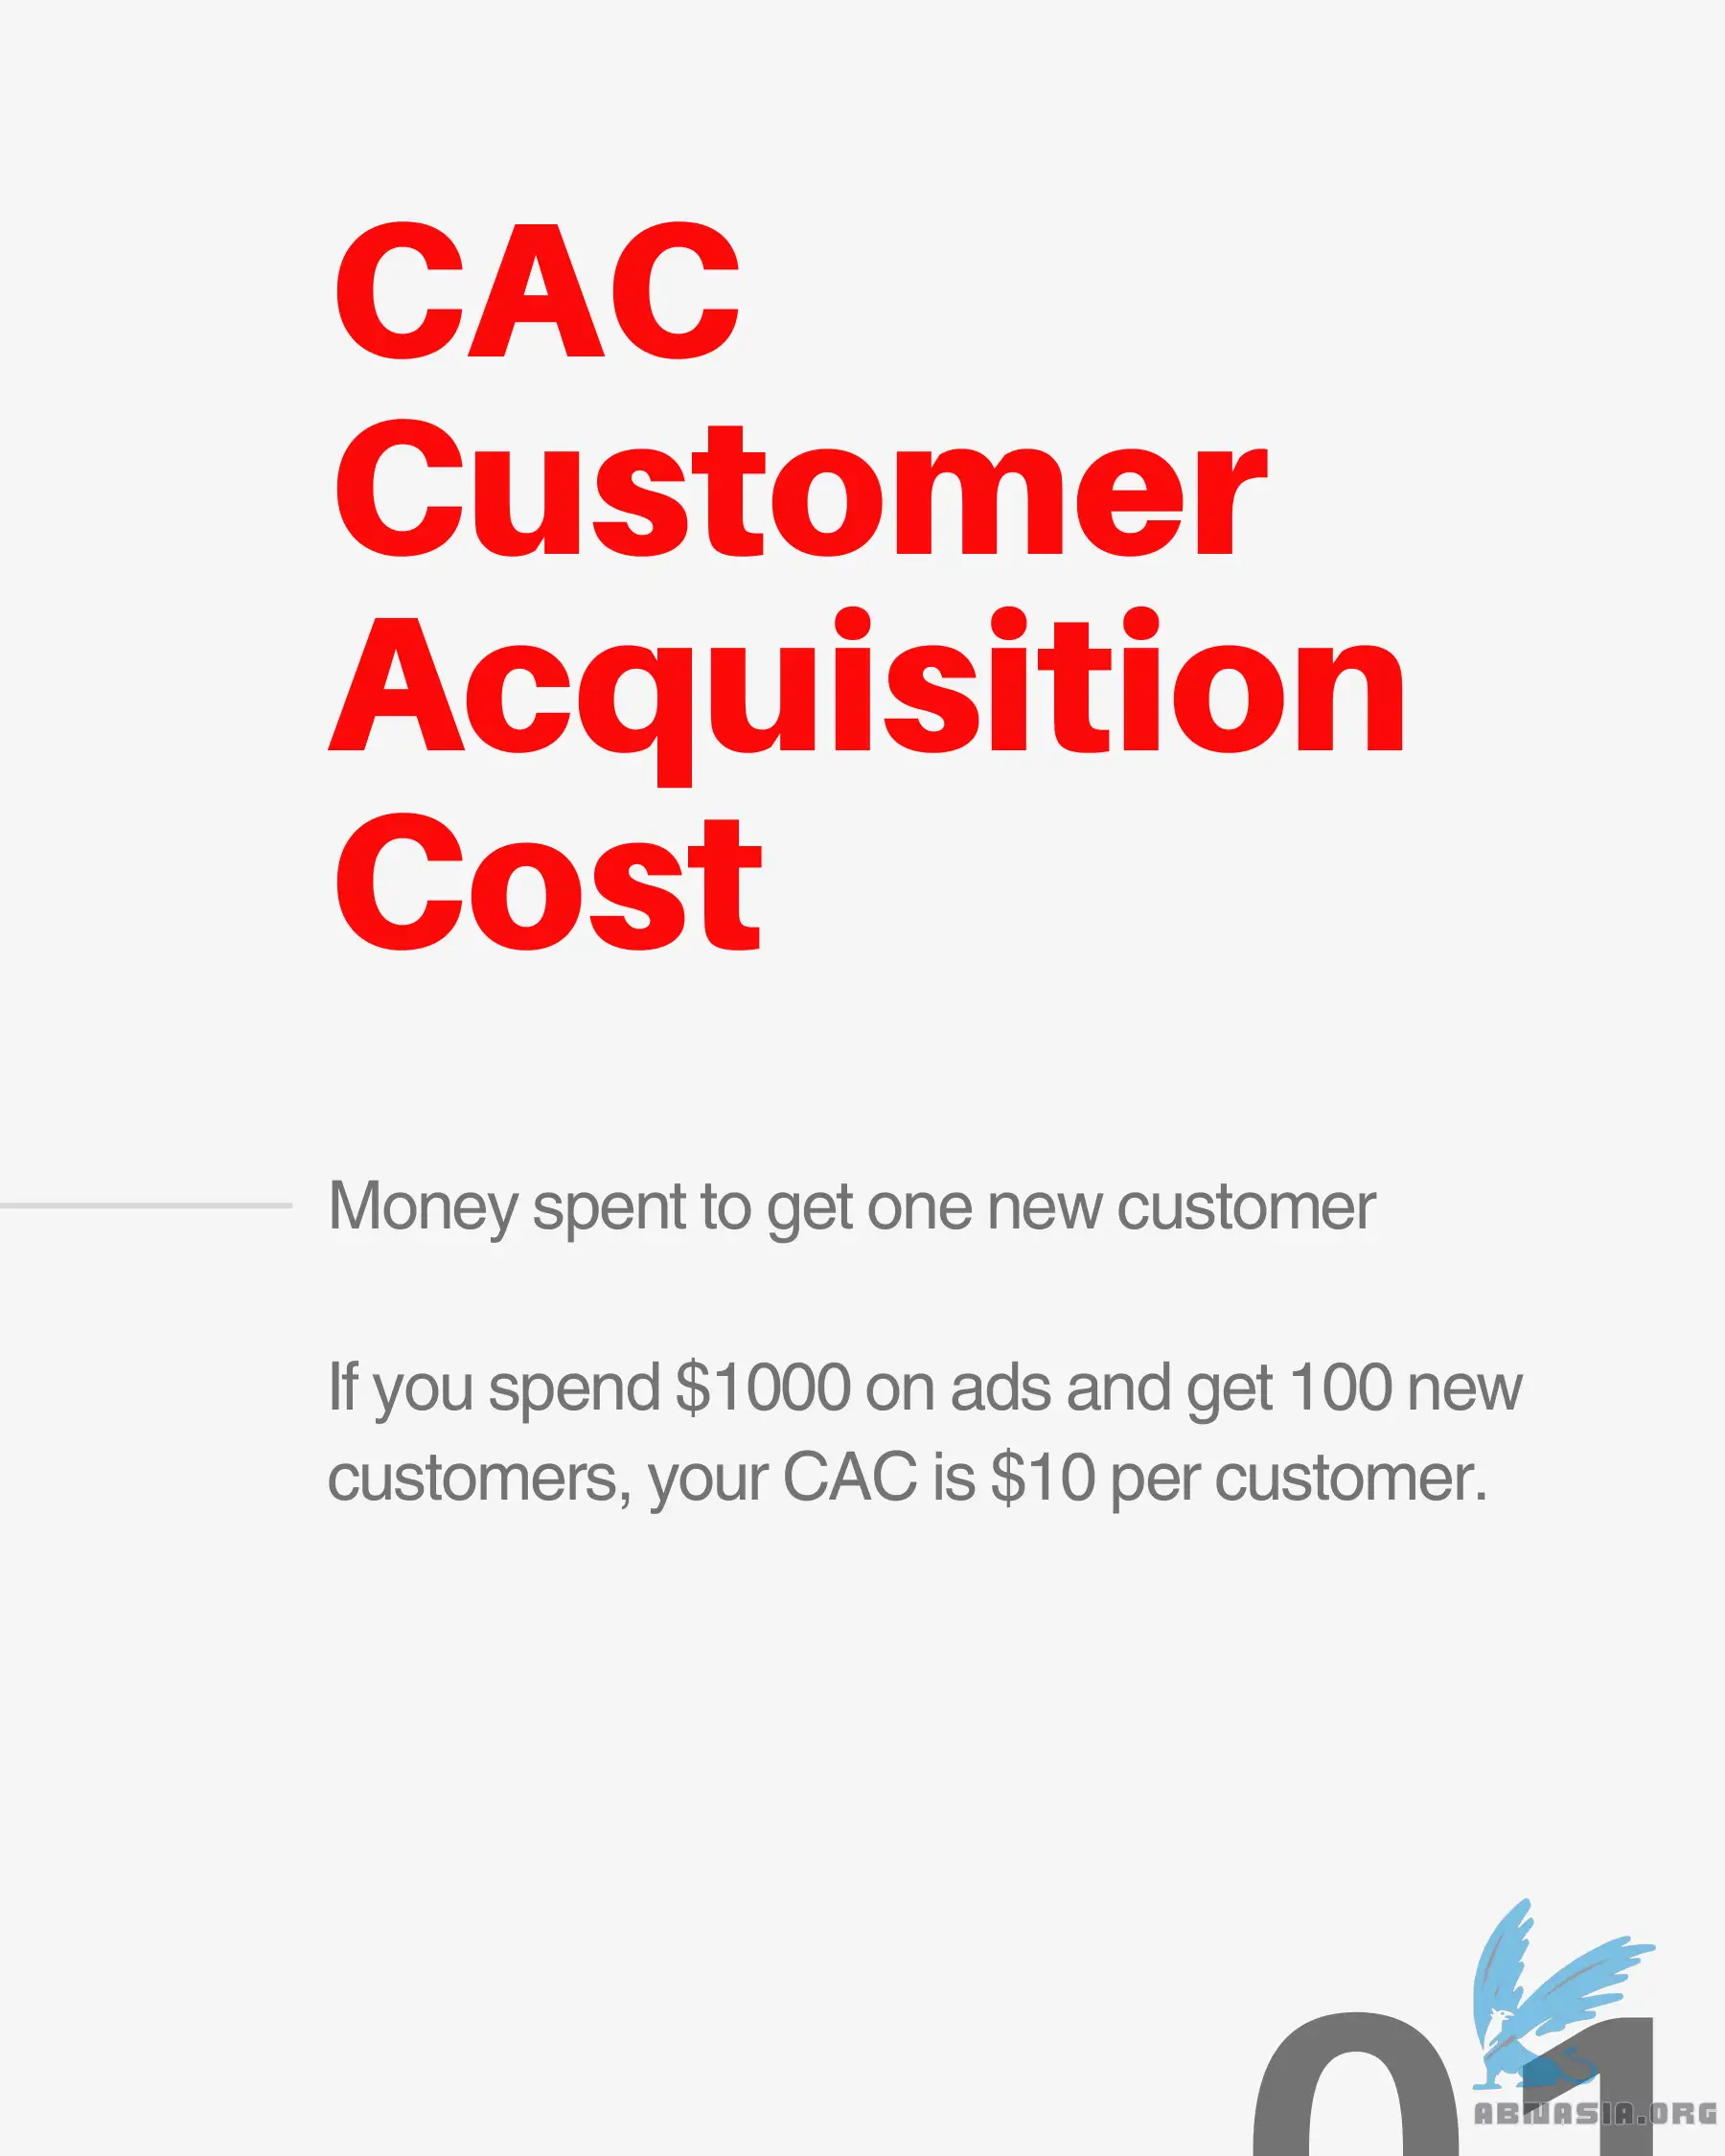 CAC
Customer
Acquisition
Cost
Money spent to get one new customer
If you spend $1000 on ads and get 100 new
customers, your CAC is $10 per customer.
01
ABIWASIA.ORG